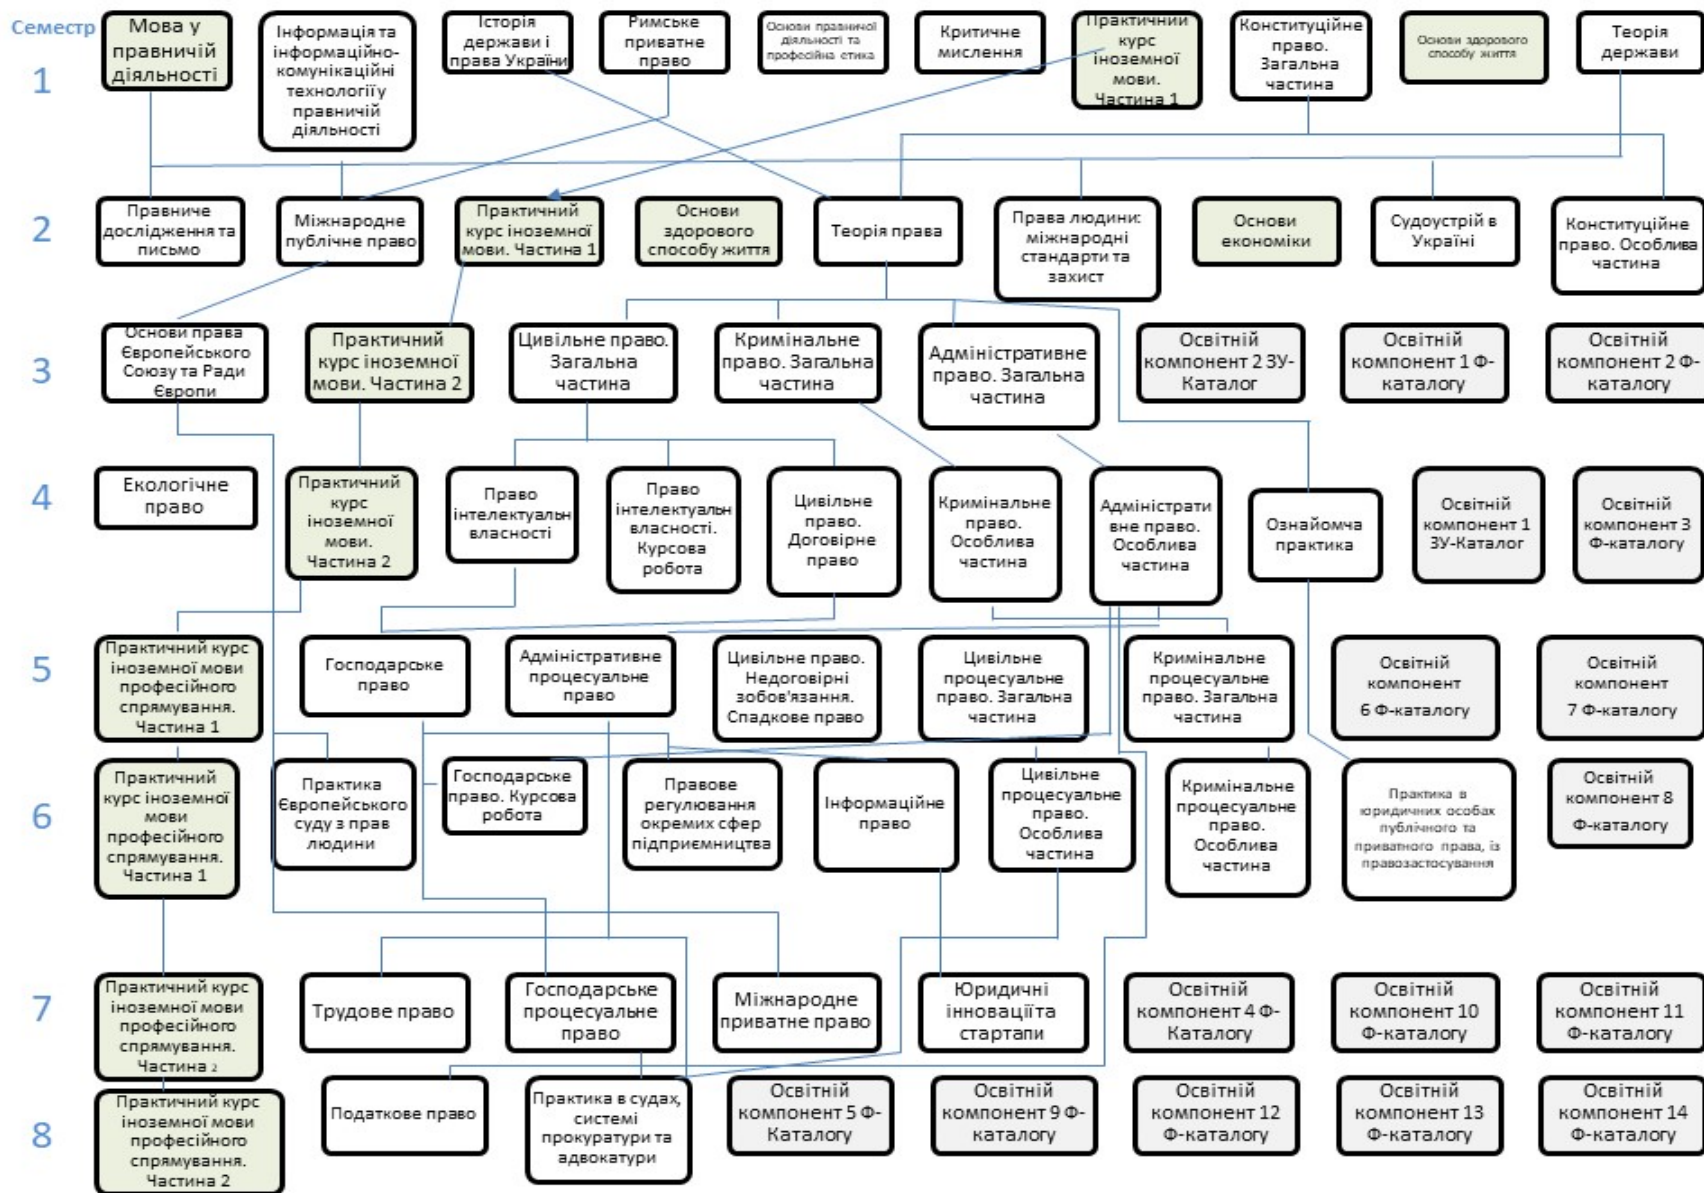 Семестр
1
Мова у
правничій
діяльності
Інформація та
інформаційно-
комунікаційні
технології у
правничій
діяльності
Історія
держави і
права України
Римське
приватне
право
Основи правничої
діяльності та
професійна етика
Критичне
мислення
Практичний
курс
іноземної
мови.
Частина 1
Конституційне
право.
Загальна
частина
Основи здорового
способу життя
Теорія
держави
2
Правниче
дослідження та
письмо
Міжнародне
публічне право
Практичний
курс іноземної
мови. Частина 1
Основи
здорового
способу життя
Теорія права
Права людини:
міжнародні
стандарти та
захист
Основи
економіки
Судоустрій в
Україні
Конституційне
право. Особлива
частина
3
Основи права
Європейського
Союзу та Ради
Європи
Практичний
курс іноземної
мови. Частина 2
Цивільне право.
Загальна
частина
Кримінальне
право. Загальна
частина
Адміністративне
право. Загальна
частина
Освітній
компонент 2 ЗУ-
Каталог
Освітній
компонент 1 Ф-
каталогу
Освітній
компонент 2 Ф-
каталогу
4
Екологічне
право
Практичний
курс
іноземної
мови.
Частина 2
Право
інтелектуальн
власності
Право
інтелектуальн
власності.
Курсова
робота
Цивільне
право.
Договірне
право
Кримінальне
право.
Особлива
частина
Адміністрати
вне право.
Особлива
частина
Ознайомча
практика
Освітній
компонент 1
ЗУ-Каталог
Освітній
компонент 3
Ф-каталогу
5
Практичний курс
іноземної мови
професійного
спрямування.
Частина 1
Господарське
право
Адміністративне
процесуальне
право
Цивільне право.
Недоговірні
зобов'язання.
Спадкове право
Цивільне
процесуальне
право. Загальна
частина
Кримінальне
процесуальне
право. Загальна
частина
Освітній
компонент
6 Ф-каталогу
Освітній
компонент
7 Ф-каталогу
6
Практичний
курс іноземної
мови
професійного
спрямування.
Частина 1
Практика
Європейського
суду з прав
людини
Господарське
право. Курсова
робота
Правове
регулювання
окремих сфер
підприємництва
Інформаційне
право
Цивільне
процесуальне
право.
Особлива
частина
Кримінальне
процесуальне
право.
Особлива
частина
Практика в
юридичних особах
публічного та
приватного права, із
правозастосування
Освітній
компонент 8
Ф-каталогу
7
Практичний курс
іноземної мови
професійного
спрямування.
Частина 2
Трудове право
Господарське
процесуальне
право
Міжнародне
приватне право
Юридичні
інновації та
стартапи
Освітній
компонент 4 Ф-
Каталогу
Освітній
компонент 10
Ф-каталогу
Освітній
компонент 11
Ф-каталогу
8
Практичний курс
іноземної мови
професійного
спрямування.
Частина 2
Податкове право
Практика в судах,
системі
прокуратури та
адвокатури
Освітній
компонент 5 Ф-
Каталогу
Освітній
компонент 9 Ф-
каталогу
Освітній
компонент 12
Ф-каталогу
Освітній
компонент 13
Ф-каталогу
Освітній
компонент 14
Ф-каталогу